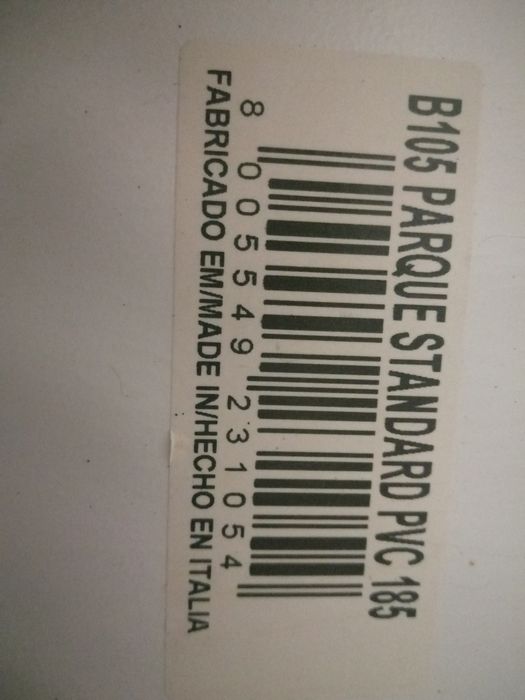 B105 PARQUE STANDARD PVC 185
8 005549 231054
FABRICADO EM/MADE IN/HECHO EN ITALIA